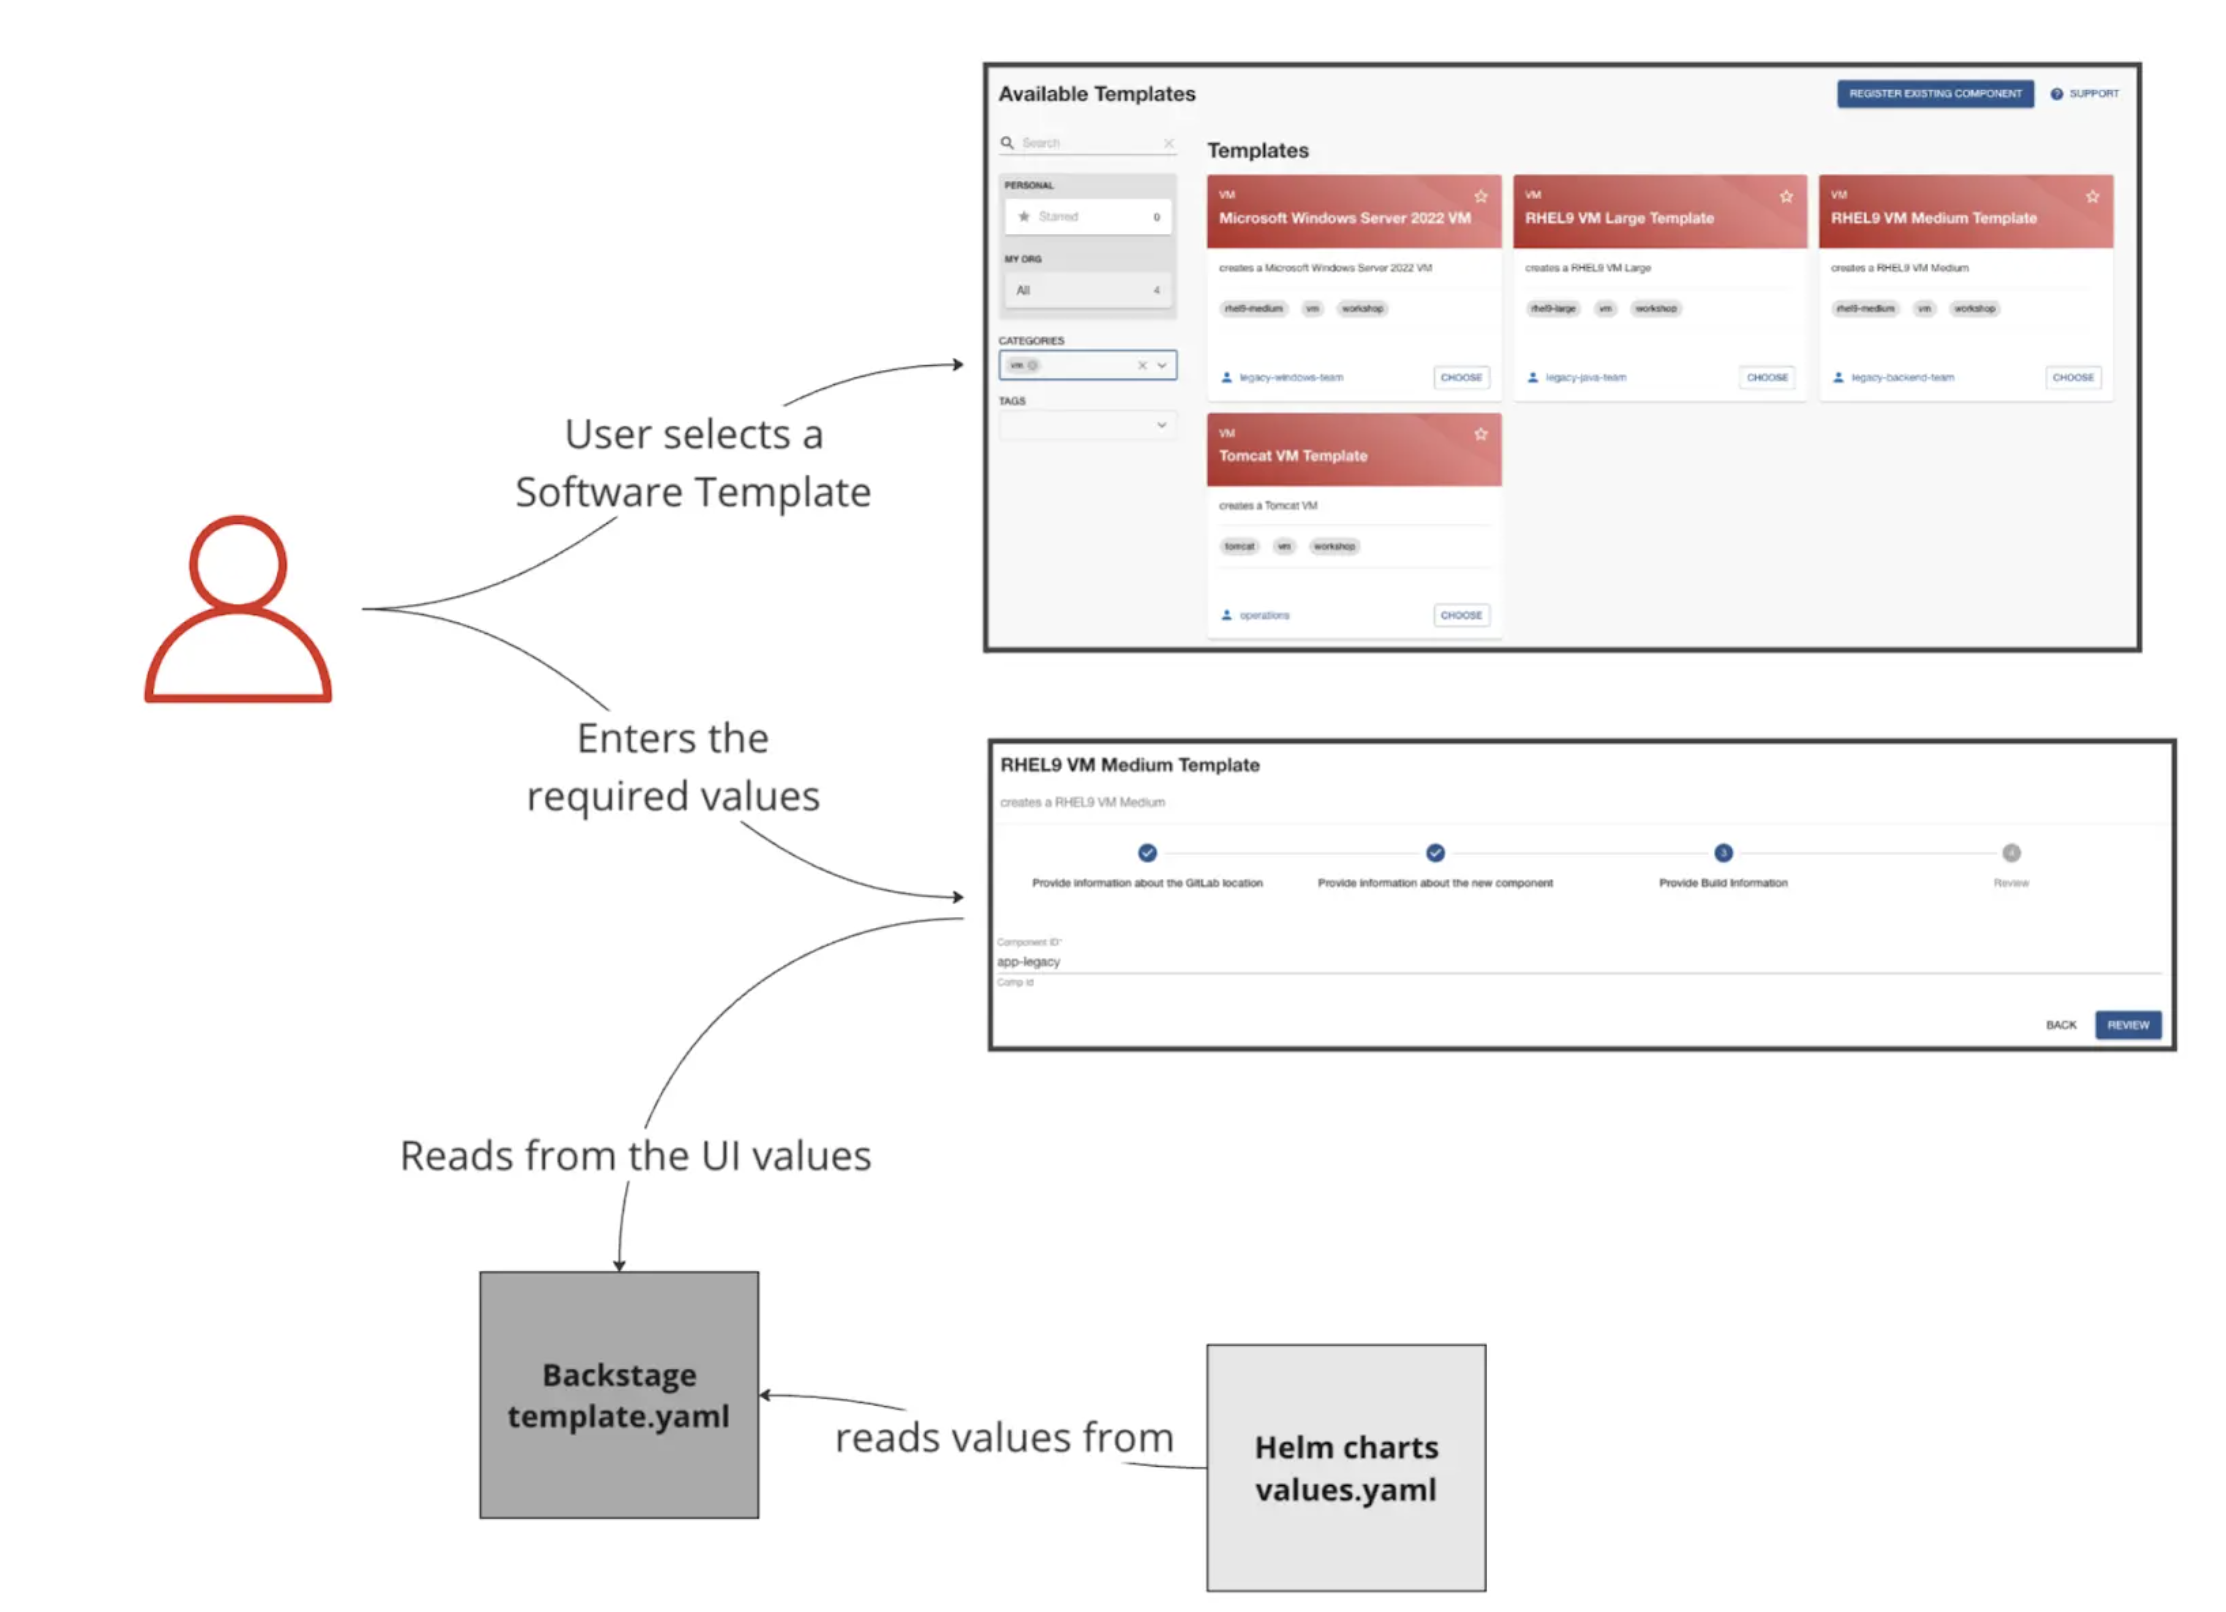 Available Templates
REGISTER EXISTING COMPONENT
SUPPORT
Search
Templates
PERSONAL
Starred 0
MY ORG
All 4
CATEGORIES
vm
TAGS
VM
Microsoft Windows Server 2022 VM
creates a Microsoft Windows Server 2022 VM
rhel9-medium vm workshop
legacy-windows-team
CHOOSE
VM
RHEL9 VM Large Template
creates a RHEL9 VM Large
rhel9-large vm workshop
legacy-java-team
CHOOSE
VM
RHEL9 VM Medium Template
creates a RHEL9 VM Medium
rhel9-medium vm workshop
legacy-backend-team
CHOOSE
VM
Tomcat VM Template
creates a Tomcat VM
tomcat vm workshop
operations
CHOOSE
User selects a
Software Template
Enters the
required values
RHEL9 VM Medium Template
creates a RHEL9 VM Medium
Provide information about the GitLab location
Provide information about the new component
3
Provide Build Information
4
Review
Component ID*
app-legacy
Comp Id
BACK
REVIEW
Reads from the UI values
Backstage
template.yaml
reads values from
Helm charts
values.yaml